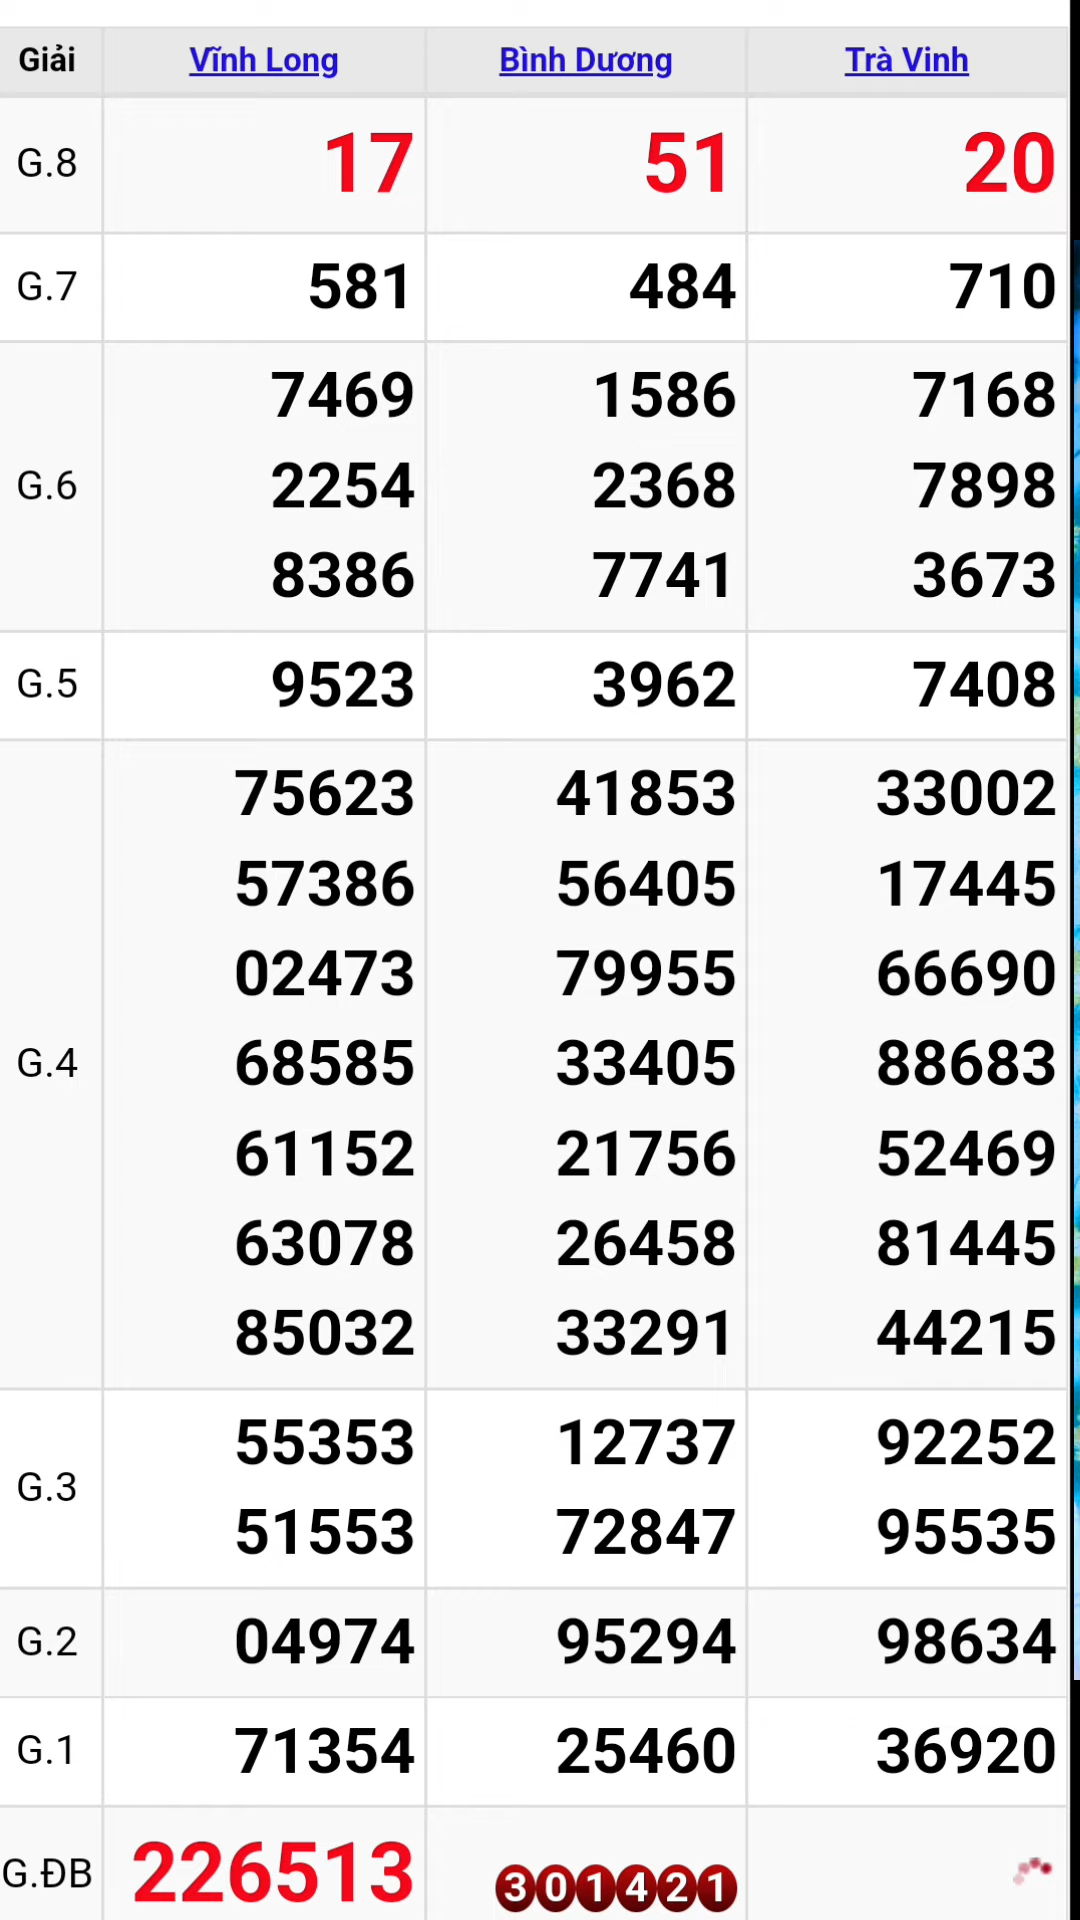 Giải Vĩnh Long Bình Dương Trà Vinh
G.8 17 51 20
G.7 581 484 710
7469 1586 7168
G.6 2254 2368 7898
8386 7741 3673
G.5 9523 3962 7408
75623 41853 33002
57386 56405 17445
02473 79955 66690
G.4 68585 33405 88683
61152 21756 52469
63078 26458 81445
85032 33291 44215
G.3
55353 12737 92252
51553 72847 95535
G.2 04974 95294 98634
G.1 71354 25460 36920
G.ĐB 226513 301421